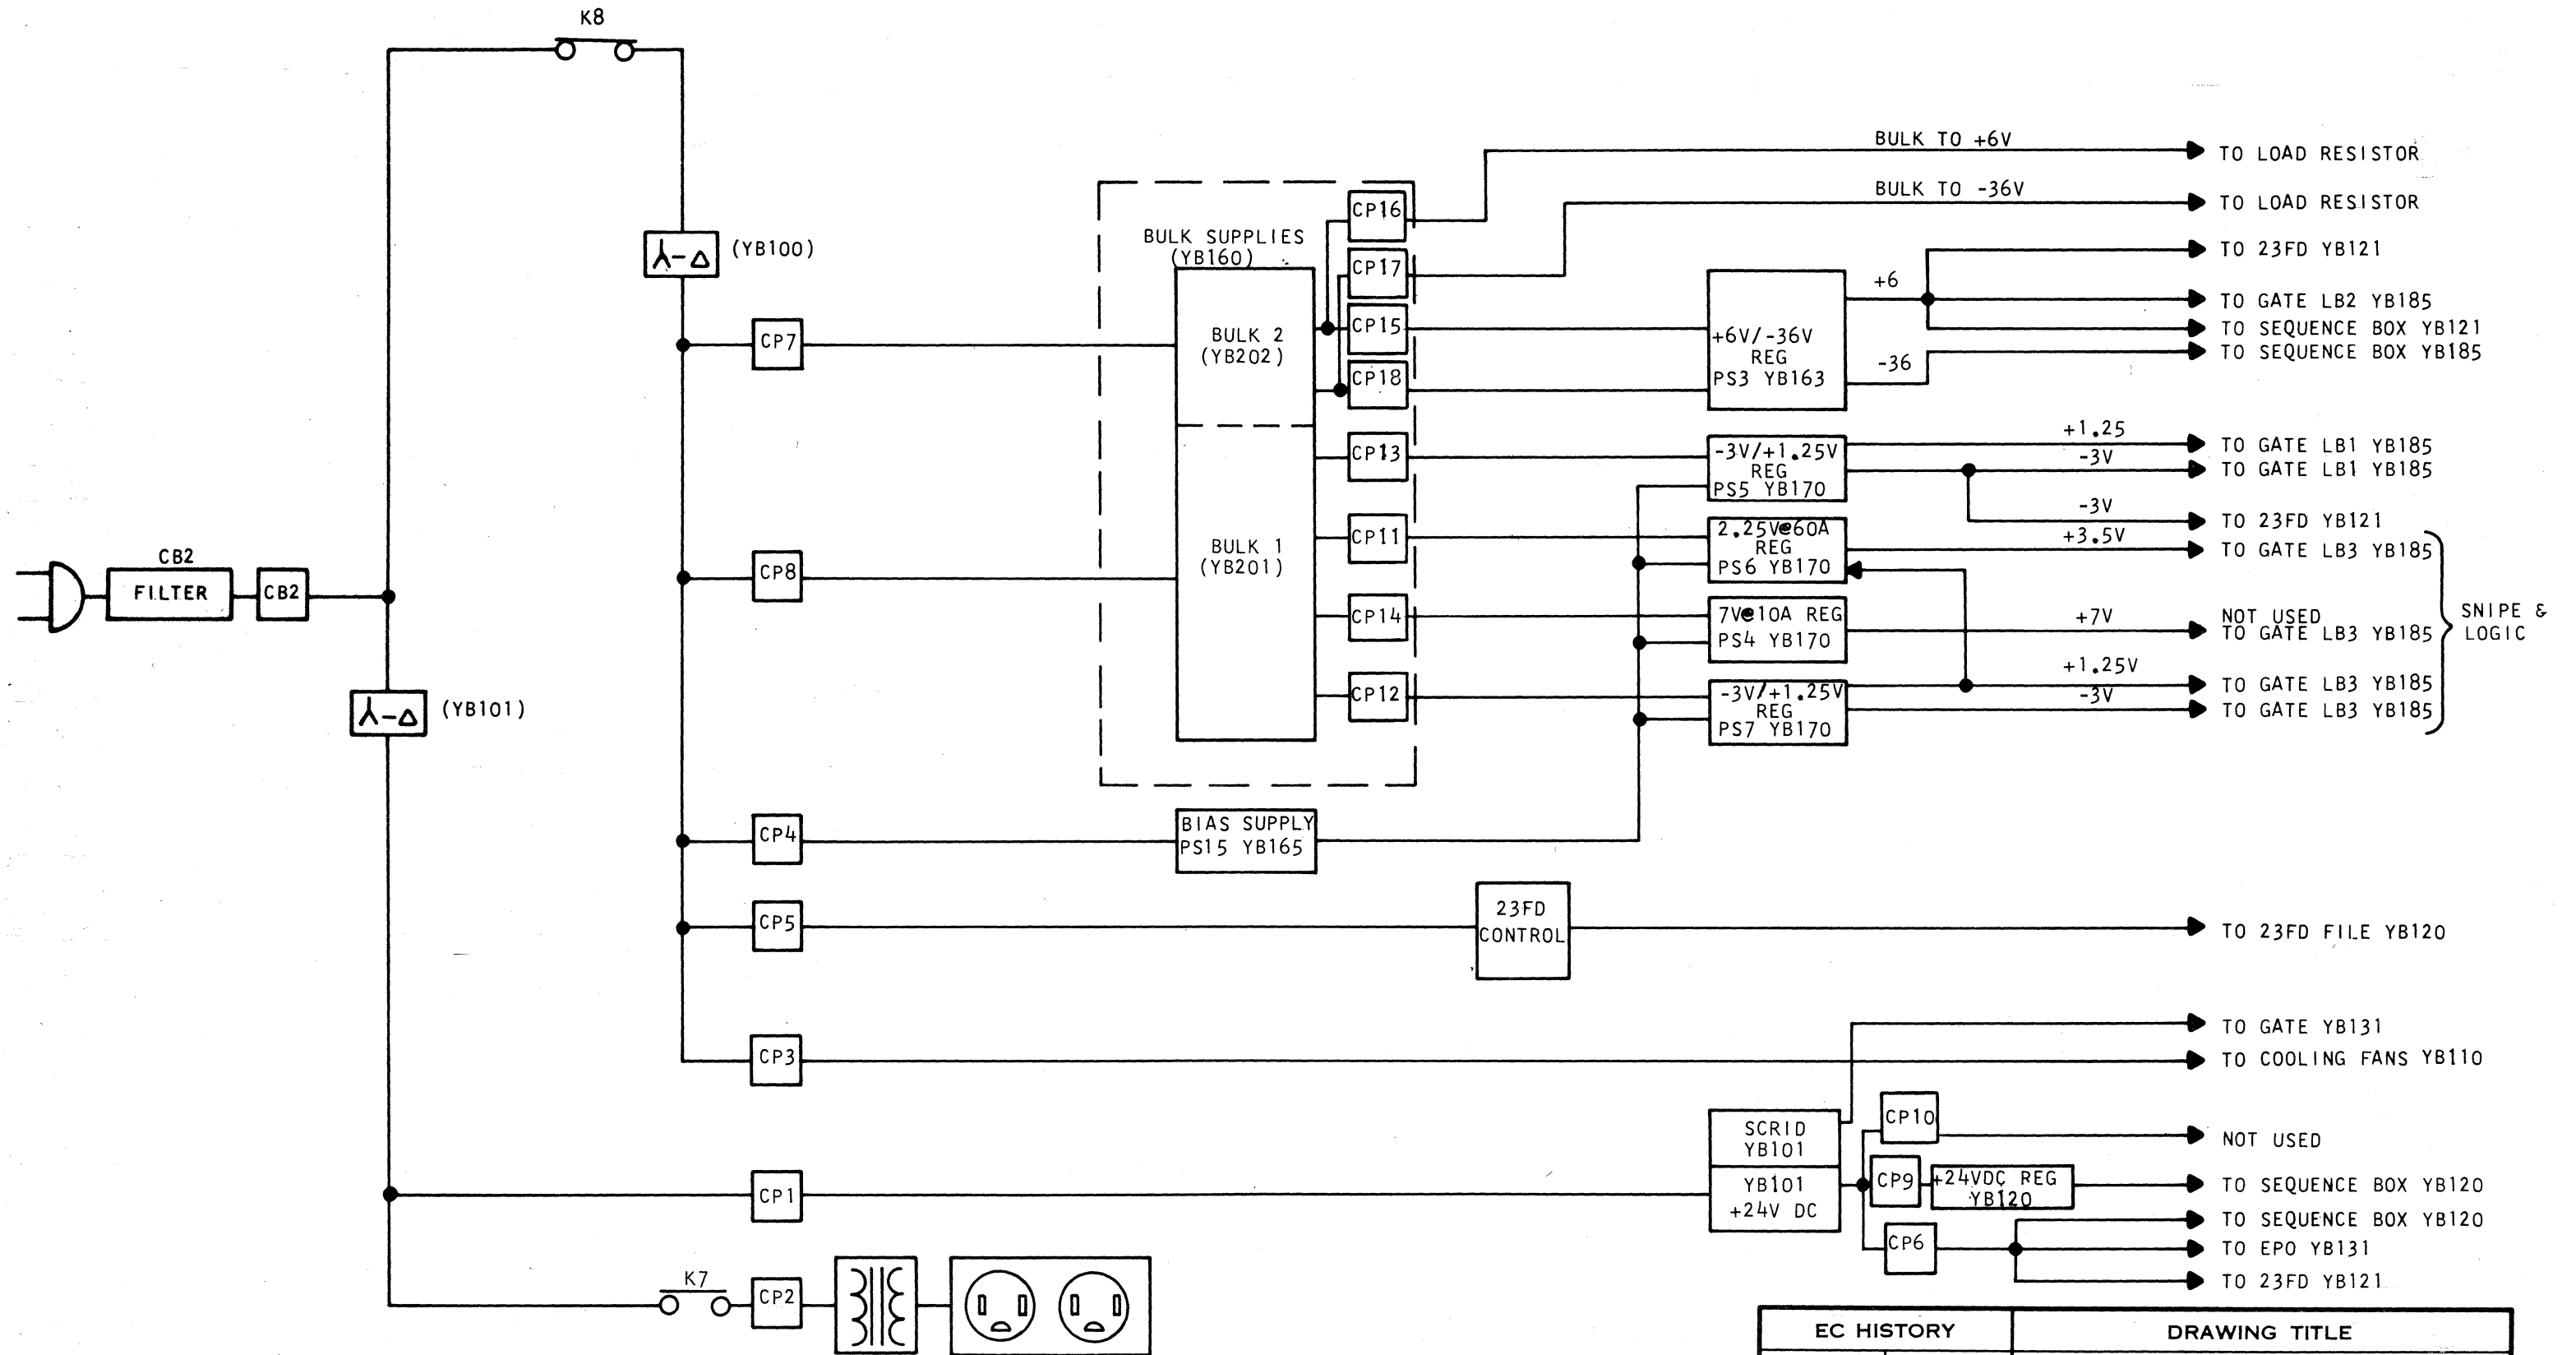 K8
BULK TO +6V
TO LOAD RESISTOR
BULK TO -36V
TO LOAD RESISTOR
CP16
BULK SUPPLIES
(YB160)
(YB100)
TO 23FD YB121
CP17
+6
TO GATE LB2 YB185
CP7
BULK 2
(YB202)
CP15
+6V/-36V
REG
PS3 YB163
TO SEQUENCE BOX YB121
TO SEQUENCE BOX YB185
CP18
-36
+1.25
TO GATE LB1 YB185
CP13
-3V/+1.25V
REG
PS5 YB170
-3V
TO GATE LB1 YB185
-3V
TO 23FD YB121
CP11
2.25V@60A
REG
PS6 YB170
+3.5V
TO GATE LB3 YB185
CB2
FILTER
CB2
CP8
BULK 1
(YB201)
CP14
7V@10A REG
PS4 YB170
+7V
NOT USED
TO GATE LB3 YB185
SNIPE &
LOGIC
(YB101)
CP12
-3V/+1.25V
REG
PS7 YB170
+1.25V
TO GATE LB3 YB185
-3V
TO GATE LB3 YB185
CP4
BIAS SUPPLY
PS15 YB165
CP5
23FD
CONTROL
TO 23FD FILE YB120
TO GATE YB131
CP3
TO COOLING FANS YB110
SCRID
YB101
CP10
NOT USED
CP1
YB101
+24V DC
CP9
+24VDC REG
YB120
TO SEQUENCE BOX YB120
TO SEQUENCE BOX YB120
CP6
TO EPO YB131
TO 23FD YB121
K7
CP2
EC HISTORY
DRAWING TITLE